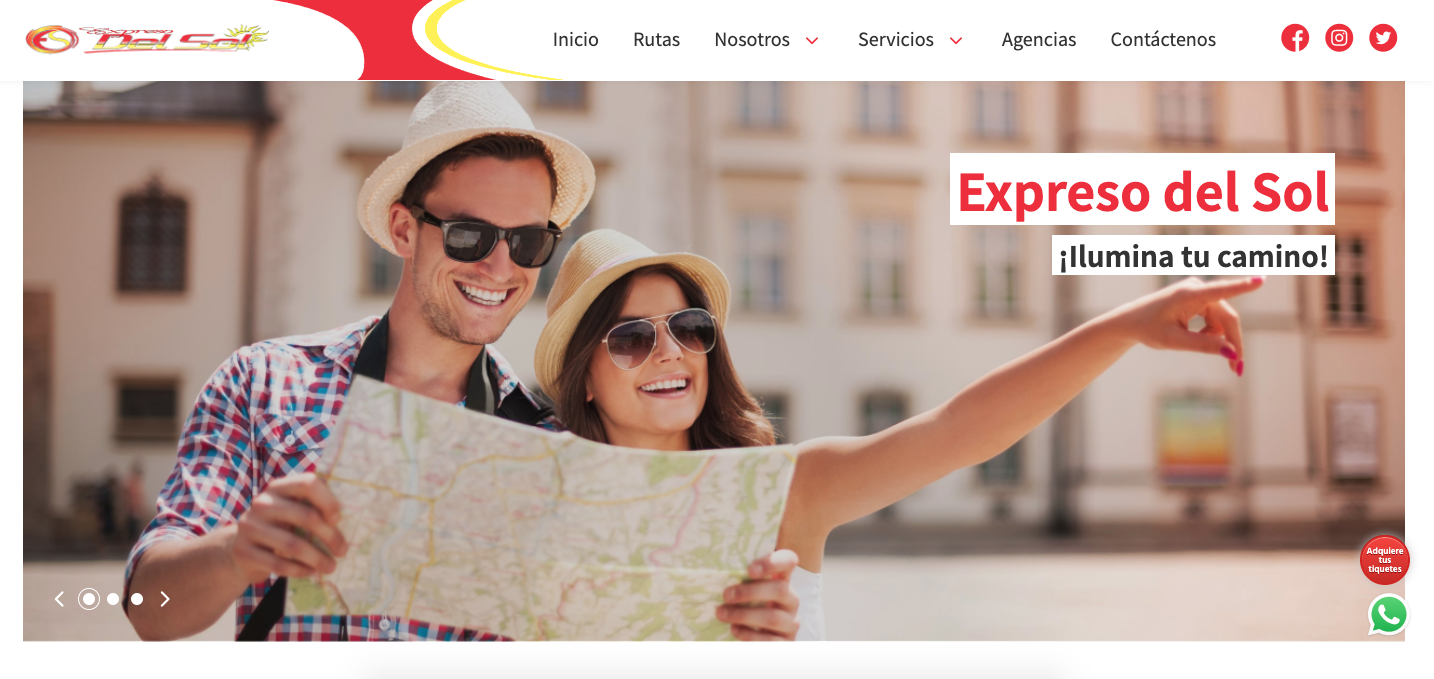 Expreso
Del Sol
Inicio
Rutas
Nosotros
Servicios
Agencias
Contáctenos
Expreso del Sol
¡Ilumina tu camino!
Adquiere
tus
tiquetes